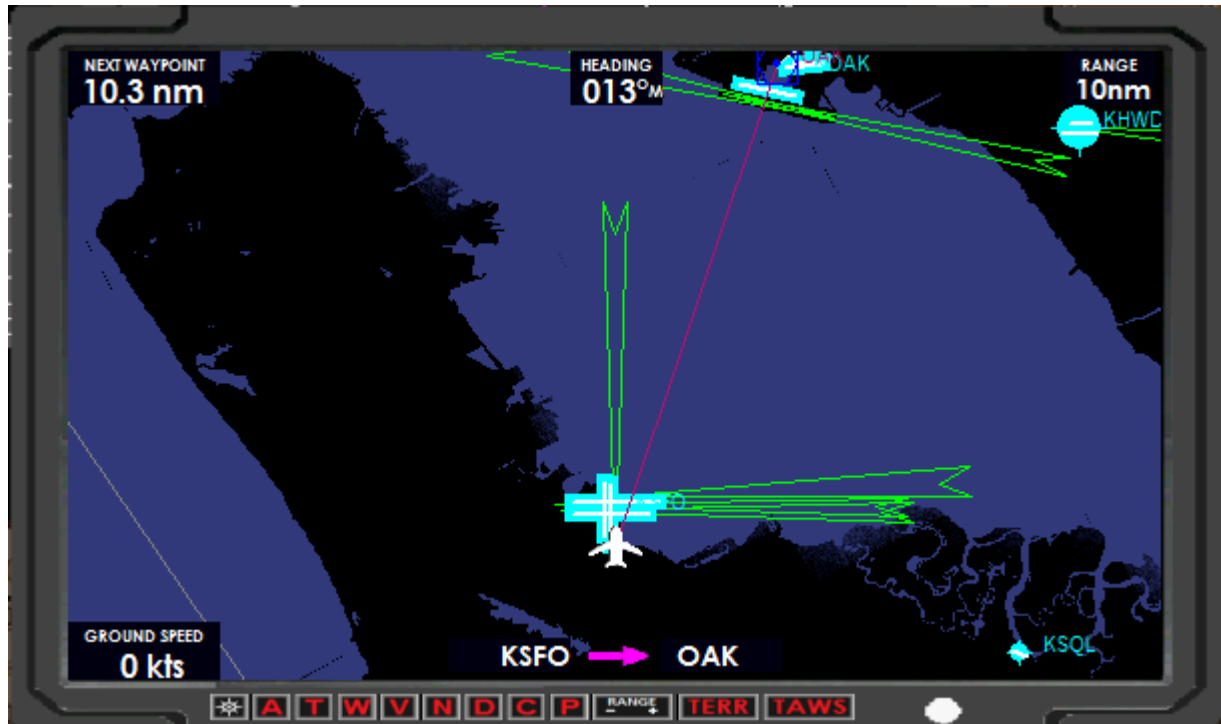 NEXT WAYPOINT
10.3 nm
HEADING
013°M
OAK
RANGE
10nm
KHWD
GROUND SPEED
0 kts
KSFO OAK
KSQL
A T W V N D C P - RANGE + TERR TAWS